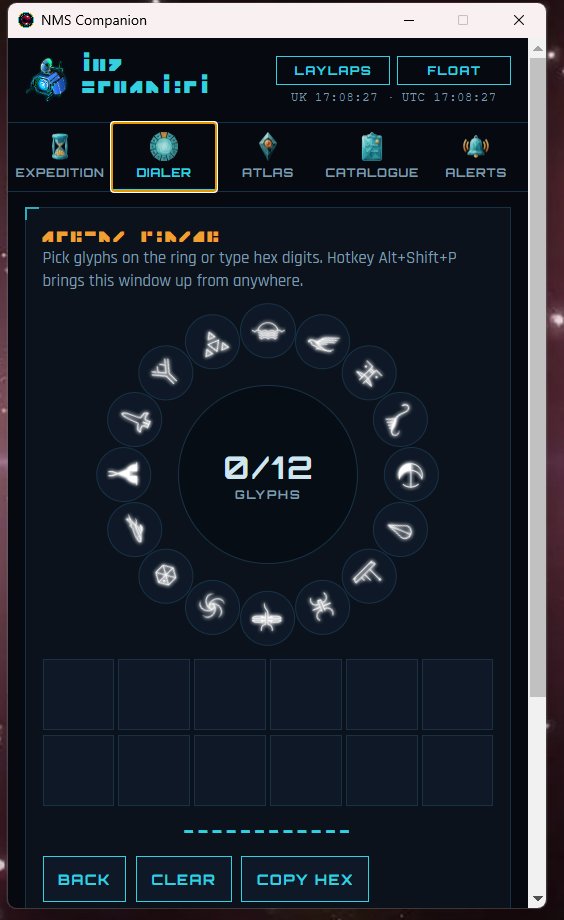 NMS Companion
LAYLAPS
FLOAT
UK 17:08:27 · UTC 17:08:27
EXPEDITION
DIALER
ATLAS
CATALOGUE
ALERTS
Pick glyphs on the ring or type hex digits. Hotkey Alt+Shift+P
brings this window up from anywhere.
0/12
GLYPHS
BACK
CLEAR
COPY HEX